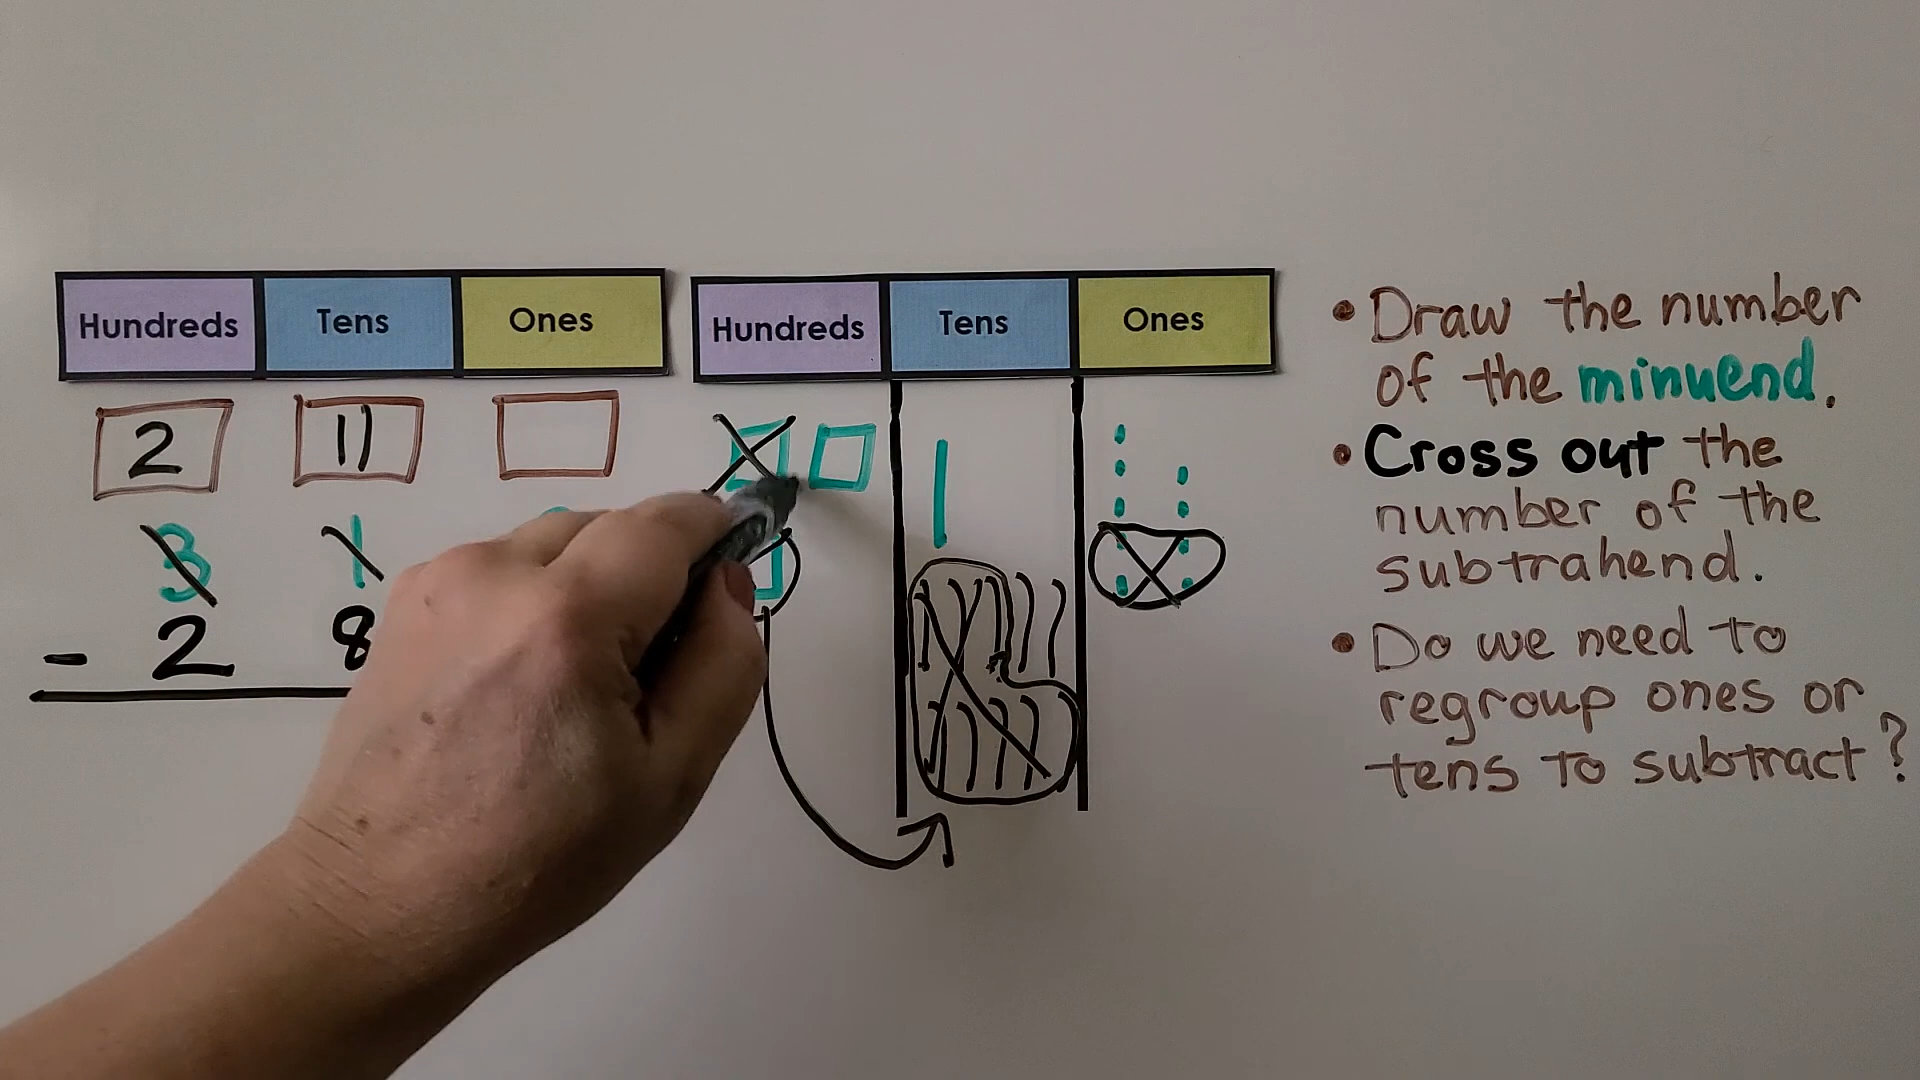 Hundreds Tens Ones
Hundreds Tens Ones
2 11
3 1
- 2 8
• Draw the number
of the minuend.
• Cross out the
number of the
subtrahend.
• Do we need to
regroup ones or
tens to subtract?